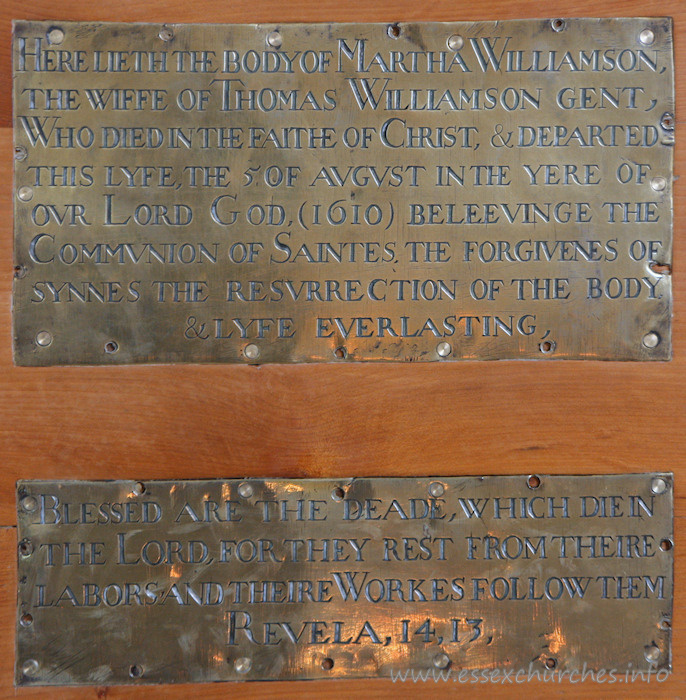 HERE LIETH THE BODY OF MARTHA WILLIAMSON,
THE WIFFE OF THOMAS WILLIAMSON GENT,
WHO DIED IN THE FAITHE OF CHRIST, & DEPARTED
THIS LYFE, THE 5 OF AVGVST IN THE YERE OF
OVR LORD GOD, (1610) BELEEVINGE THE
COMMVNION OF SAINTES, THE FORGIVENES OF
SYNNES THE RESVRRECTION OF THE BODY,
& LYFE EVERLASTING,
BLESSED ARE THE DEADE, WHICH DIE IN
THE LORD, FOR THEY REST FROM THEIRE
LABORS·AND THEIRE WORKES FOLLOW THEM
REVELA, 14, 13,
www.essexchurches.info